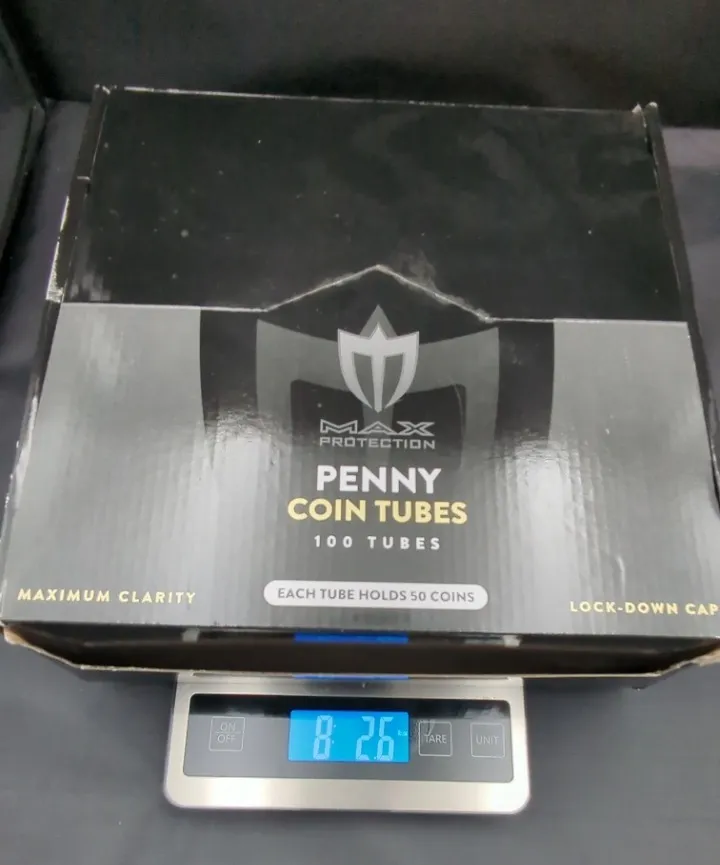 MAX
PROTECTION
PENNY
COIN TUBES
100 TUBES
MAXIMUM CLARITY
EACH TUBE HOLDS 50 COINS
LOCK-DOWN CAP
ON
OFF
8: 2.6
TARE
UNIT